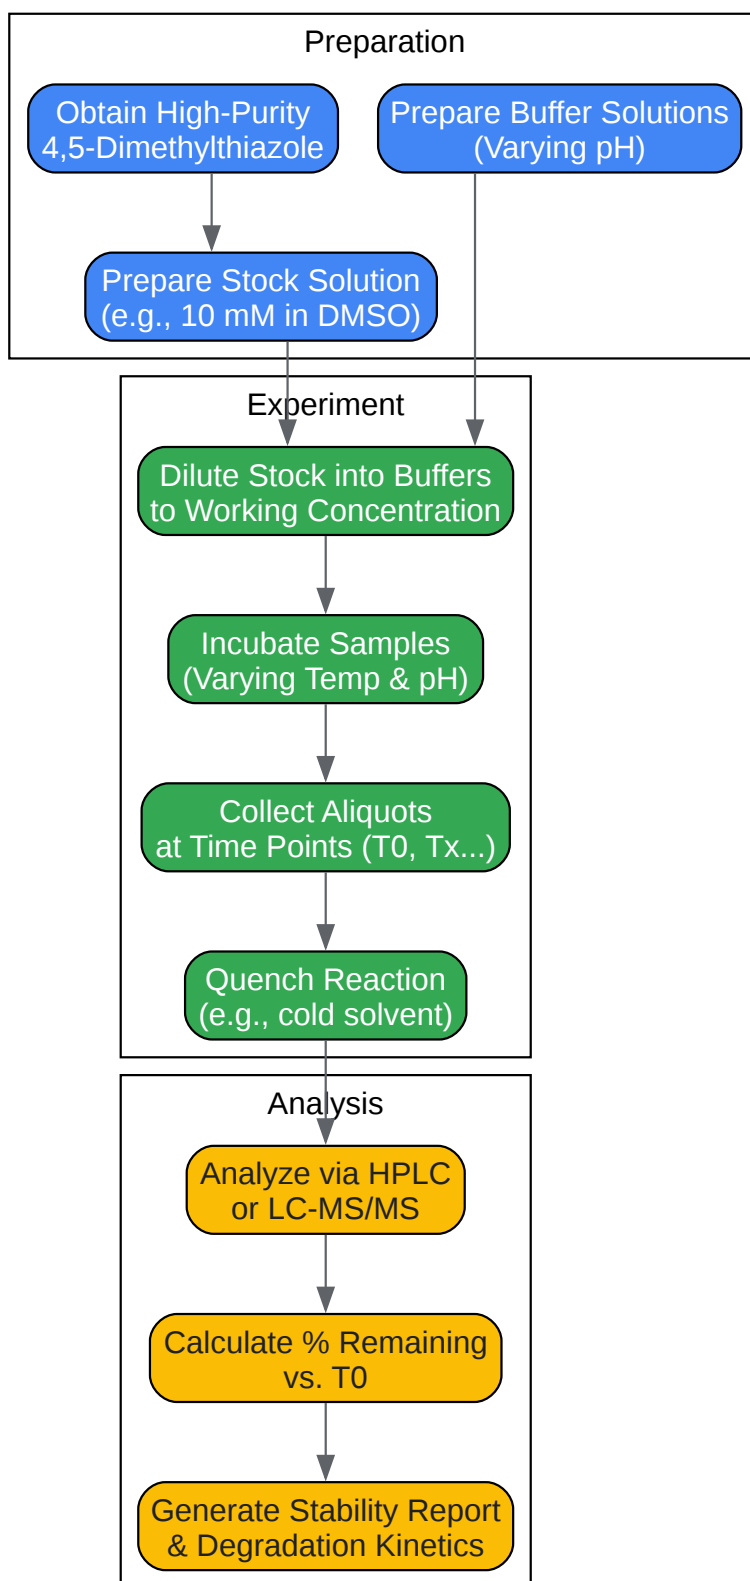 Preparation
Obtain High-Purity
4,5-Dimethylthiazole
Prepare Buffer Solutions
(Varying pH)
Prepare Stock Solution
(e.g., 10 mM in DMSO)
Experiment
Dilute Stock into Buffers
to Working Concentration
Incubate Samples
(Varying Temp & pH)
Collect Aliquots
at Time Points (T0, Tx...)
Quench Reaction
(e.g., cold solvent)
Analysis
Analyze via HPLC
or LC-MS/MS
Calculate % Remaining
vs. T0
Generate Stability Report
& Degradation Kinetics